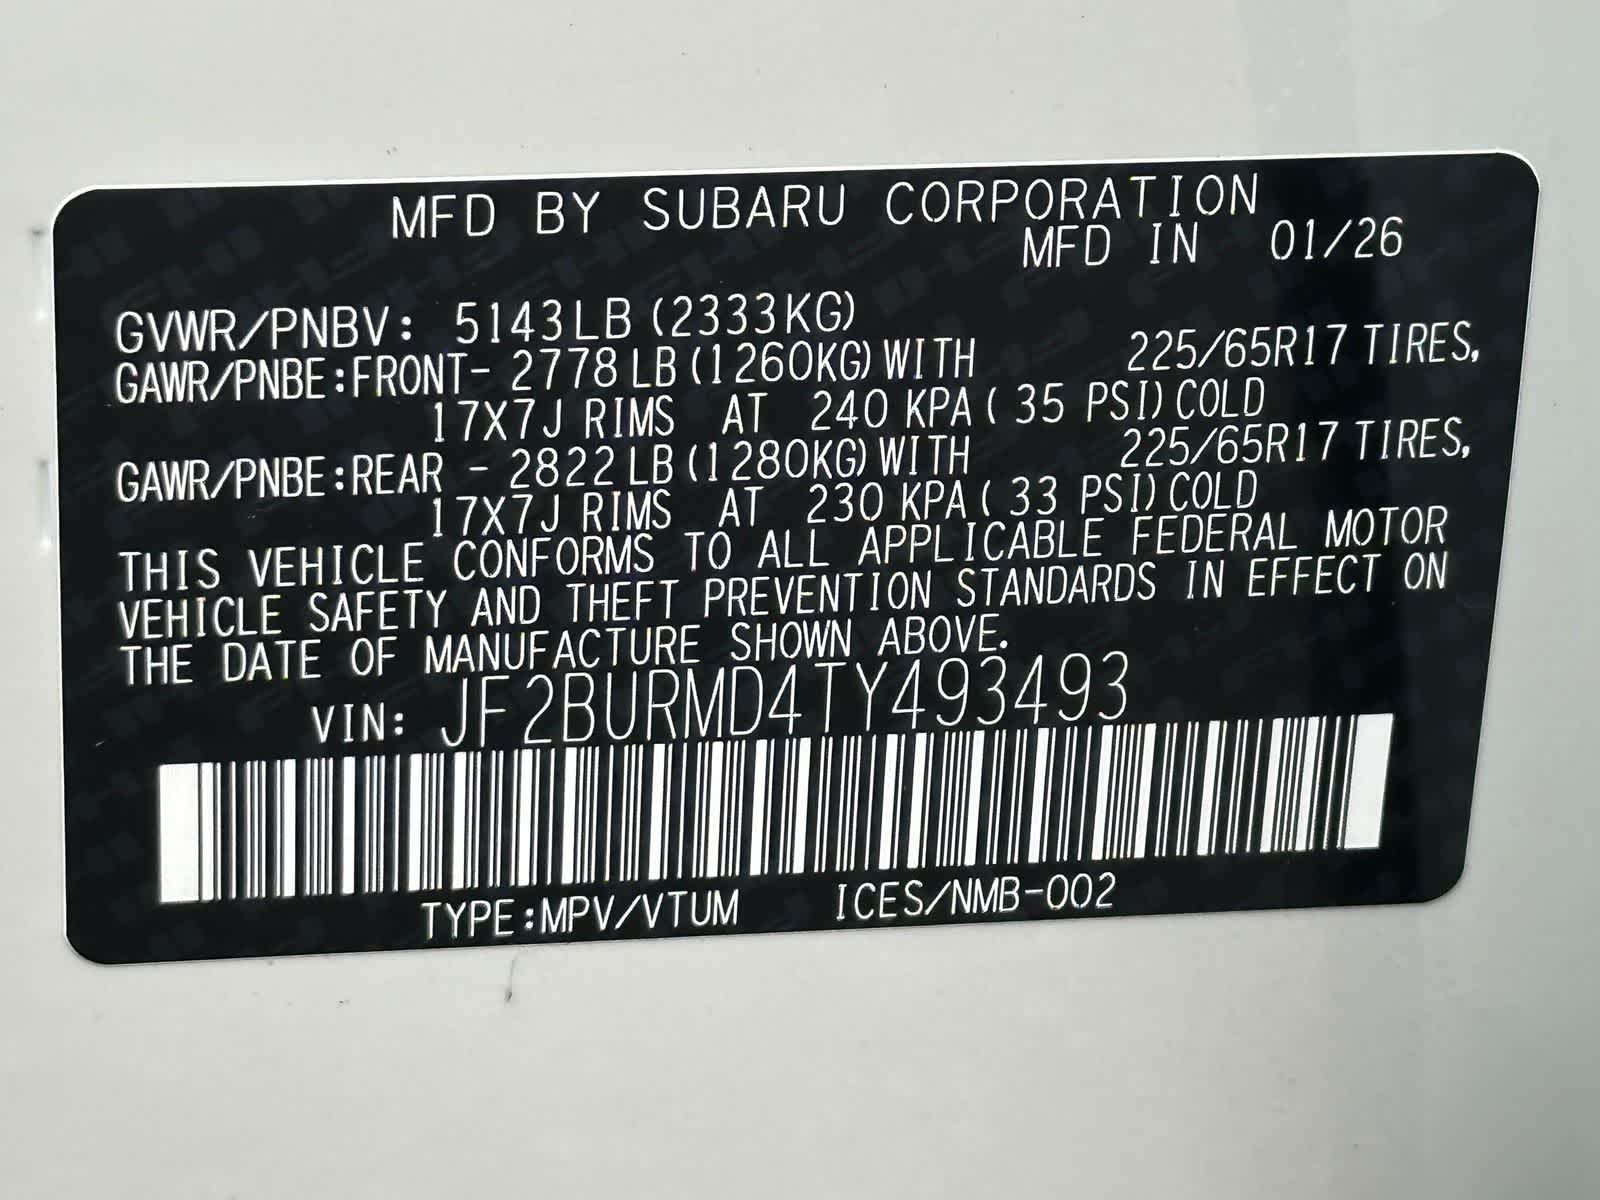 MFD BY SUBARU CORPORATION
MFD IN 01/26
GVWR/PNBV: 5143LB (2333KG)
GAWR/PNBE:FRONT- 2778LB (1260KG) WITH 225/65R17 TIRES,
17X7J RIMS AT 240 KPA ( 35 PSI) COLD
GAWR/PNBE:REAR - 2822LB (1280KG) WITH 225/65R17 TIRES,
17X7J RIMS AT 230 KPA ( 33 PSI) COLD
THIS VEHICLE CONFORMS TO ALL APPLICABLE FEDERAL MOTOR
VEHICLE SAFETY AND THEFT PREVENTION STANDARDS IN EFFECT ON
THE DATE OF MANUFACTURE SHOWN ABOVE.
VIN: JF2BURMD4TY493493
TYPE:MPV/VTUM ICES/NMB-002